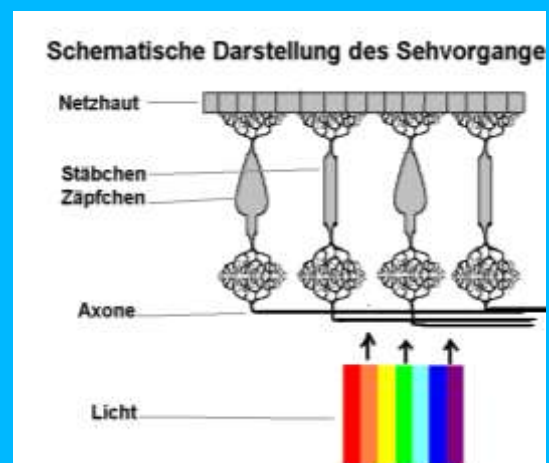 Schematische Darstellung des Sehvorgange
Netzhaut
Stäbchen
Zäpfchen
Axone
Licht